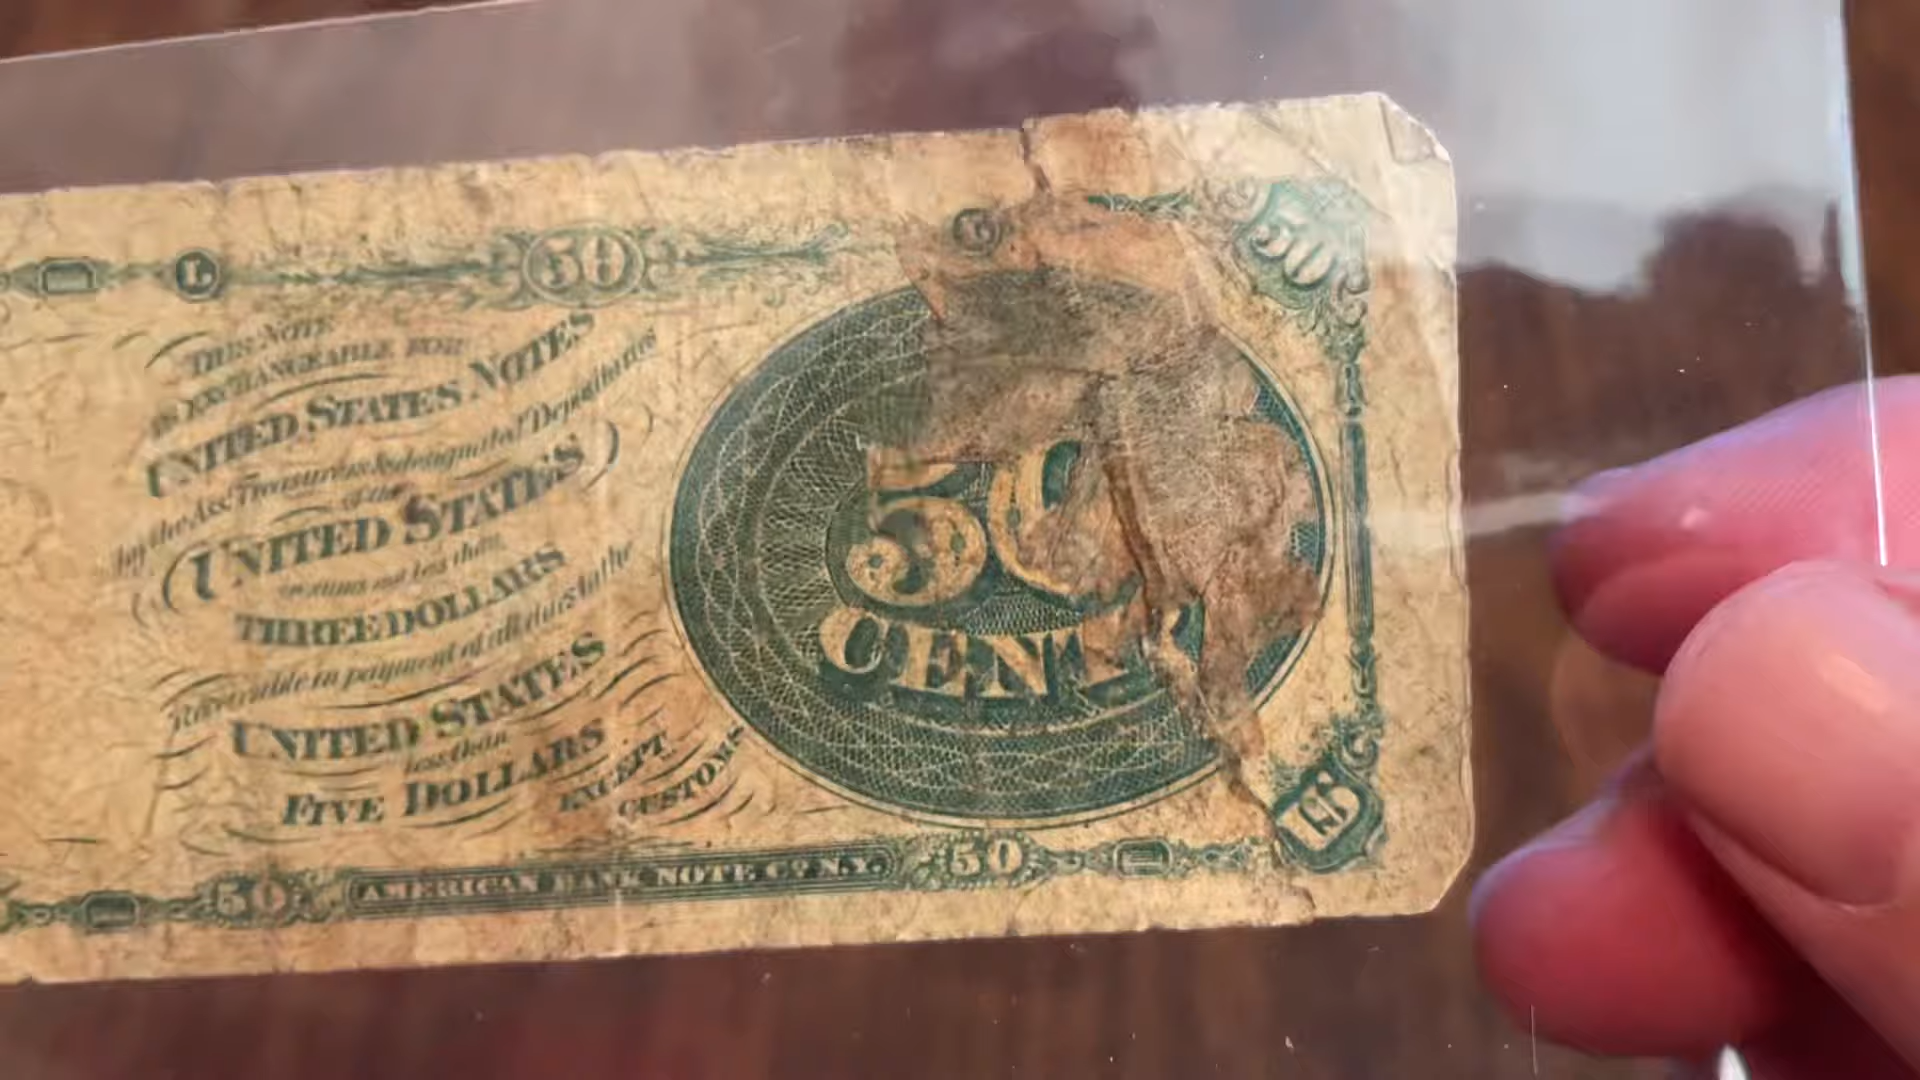 L 50 L 50
THIS NOTE
IS EXCHANGEABLE FOR
UNITED STATES NOTES
by the Ass't Treasurers & designated Depositaries
of the
UNITED STATES
in sums not less than
THREE DOLLARS
Receivable in payment of all dues to the
UNITED STATES
less than
FIVE DOLLARS
EXCEPT
CUSTOMS
50
CENTS
50 AMERICAN BANK NOTE Co. N.Y. 50